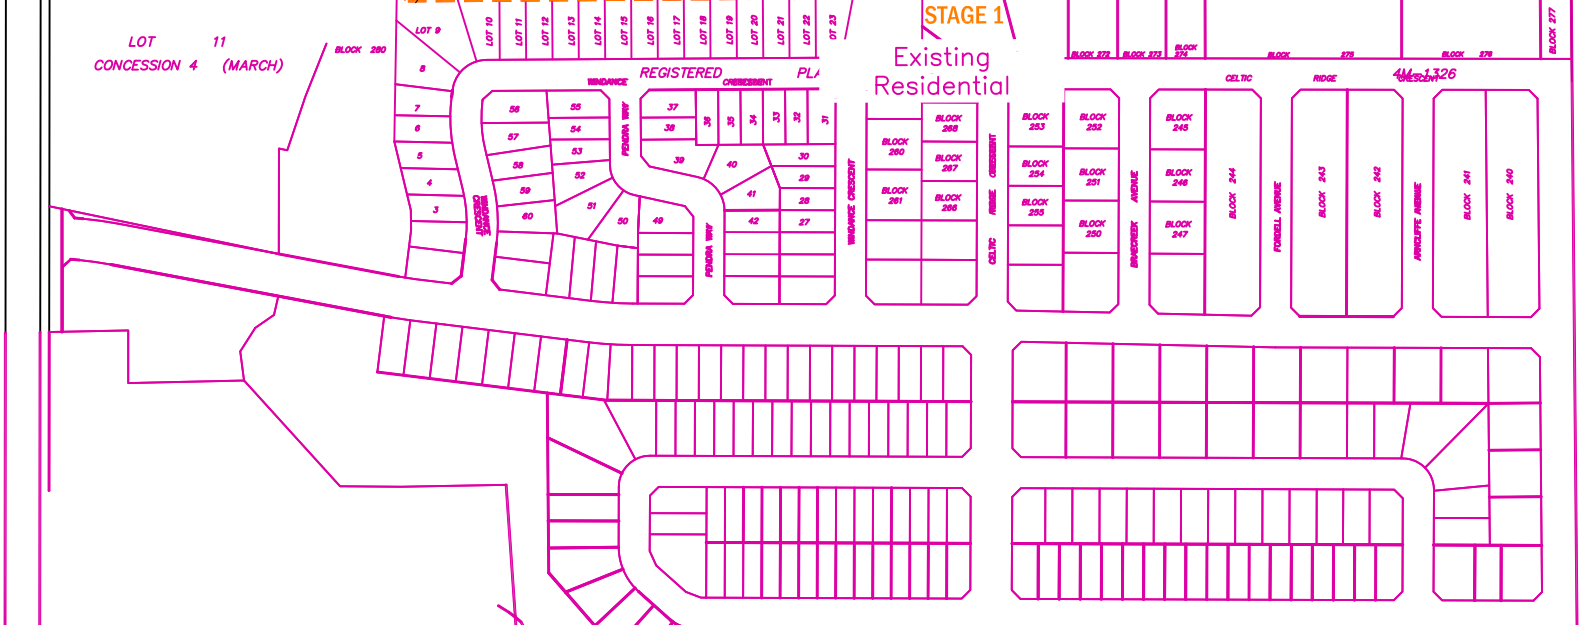 STAGE 1
LOT 9
LOT 10
LOT 11
LOT 12
LOT 13
LOT 14
LOT 15
LOT 16
LOT 17
LOT 18
LOT 19
LOT 20
LOT 21
LOT 22
OT 23
BLOCK 277
LOT 11
CONCESSION 4 (MARCH)
BLOCK 280
Existing
Residential
BLOCK 272
BLOCK 273
BLOCK
274
BLOCK 275
BLOCK 276
8
REGISTERED PLA
4M-1326
WINDANCE CRESCENT
CELTIC RIDGE CRESCENT
7
6
5
4
3
56
57
58
59
60
55
54
53
52
51
50
49
PENDRA WAY
37
38
39
36
35
34
33
32
31
40
41
42
30
29
28
27
WINDANCE
CRESCENT
PENDRA WAY
WINDANCE CRESCENT
BLOCK
260
BLOCK
261
BLOCK
268
BLOCK
267
BLOCK
266
CELTIC RIDGE CRESCENT
BLOCK
253
BLOCK
254
BLOCK
255
BLOCK
252
BLOCK
251
BLOCK
250
BRAECREEK AVENUE
BLOCK
245
BLOCK
246
BLOCK
247
BLOCK 244
FORDELL AVENUE
BLOCK 243
BLOCK 242
ARNCLIFFE AVENUE
BLOCK 241
BLOCK 240